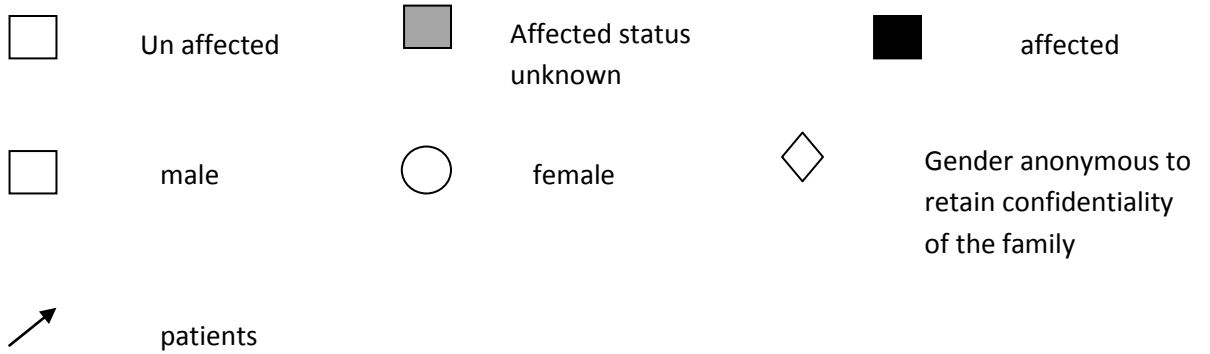 Un affected
Affected status
unknown
affected
male
female
Gender anonymous to
retain confidentiality
of the family
patients